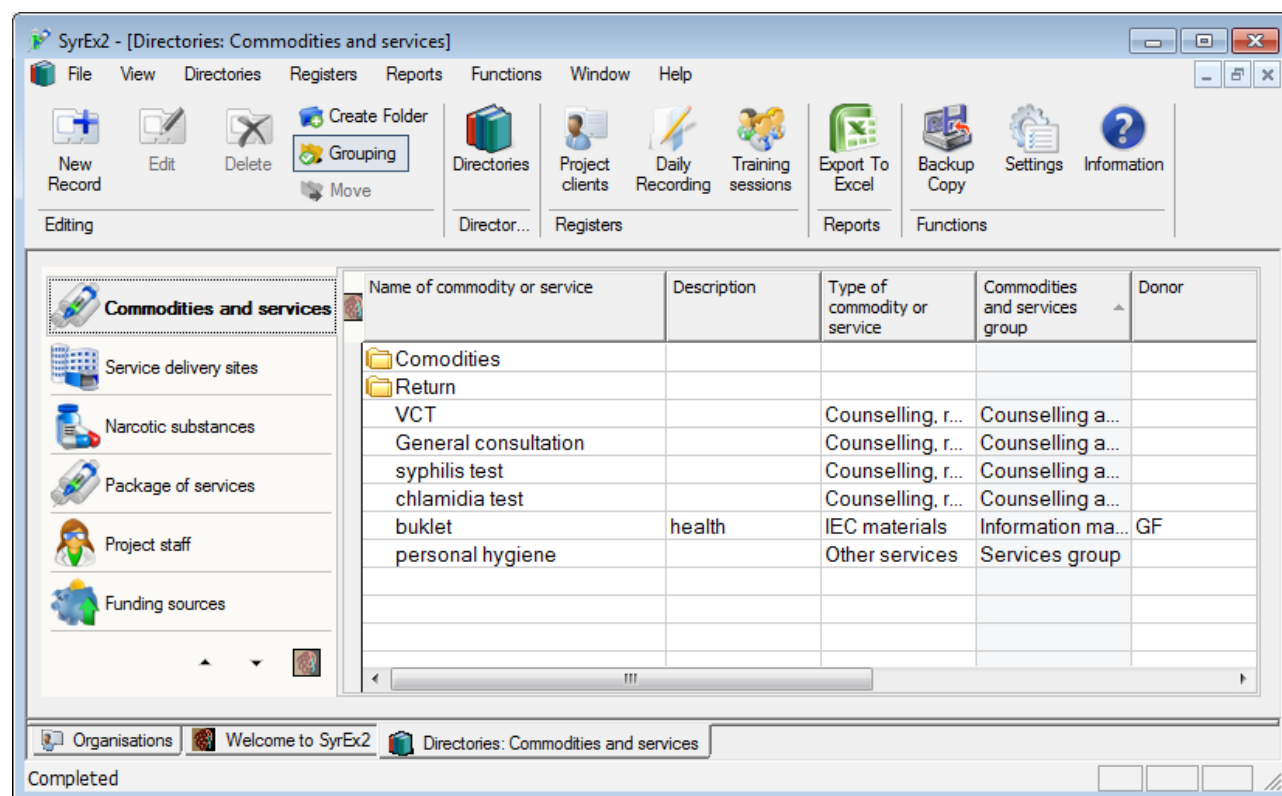 SyrEx2 - [Directories: Commodities and services]
File View Directories Registers Reports Functions Window Help
New Record
Edit
Delete
Create Folder
Grouping
Move
Directories
Project clients
Daily Recording
Training sessions
Export To Excel
Backup Copy
Settings
Information
Editing
Director...
Registers
Reports
Functions
Commodities and services
Service delivery sites
Narcotic substances
Package of services
Project staff
Funding sources
Name of commodity or service Description Type of commodity or service Commodities and services group Donor
Comodities
Return
VCT Counselling, r... Counselling a...
General consultation Counselling, r... Counselling a...
syphilis test Counselling, r... Counselling a...
chlamidia test Counselling, r... Counselling a...
buklet health IEC materials Information ma... GF
personal hygiene Other services Services group
Organisations Welcome to SyrEx2 Directories: Commodities and services
Completed